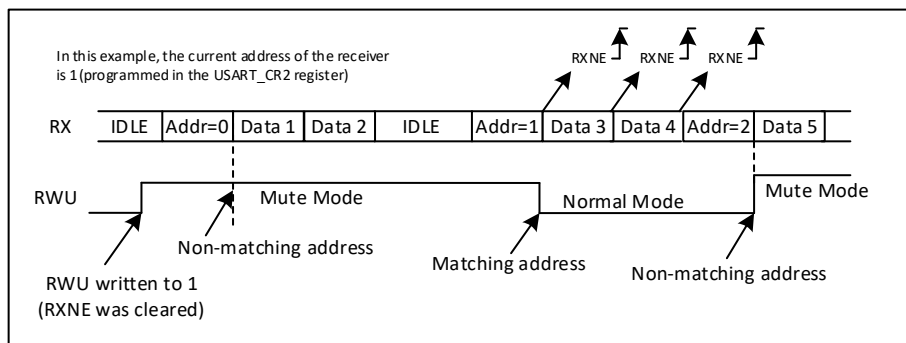 In this example, the current address of the receiver
is 1(programmed in the USART_CR2 register)
RXNE RXNE RXNE
RX IDLE Addr=0 Data 1 Data 2 IDLE Addr=1 Data 3 Data 4 Addr=2 Data 5
RWU Mute Mode Normal Mode Mute Mode
Non-matching address Matching address Non-matching address
RWU written to 1
(RXNE was cleared)